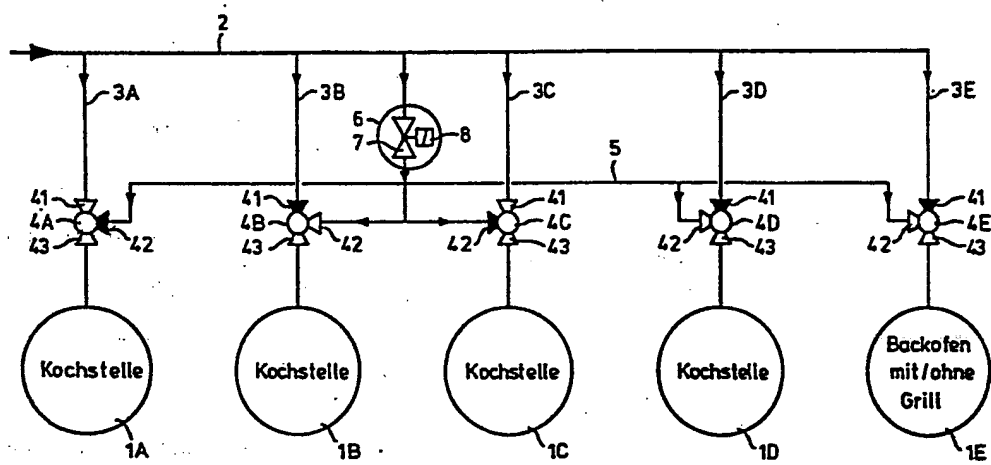 2
3A 3B 6 7 8 3C 3D 3E
5
41 41 41 41 41
4A 42 4B 42 42 4C 42 4D 42 4E
43 43 43 43 43
Kochstelle Kochstelle Kochstelle Kochstelle Backofen
mit/ohne
Grill
1A 1B 1C 1D 1E